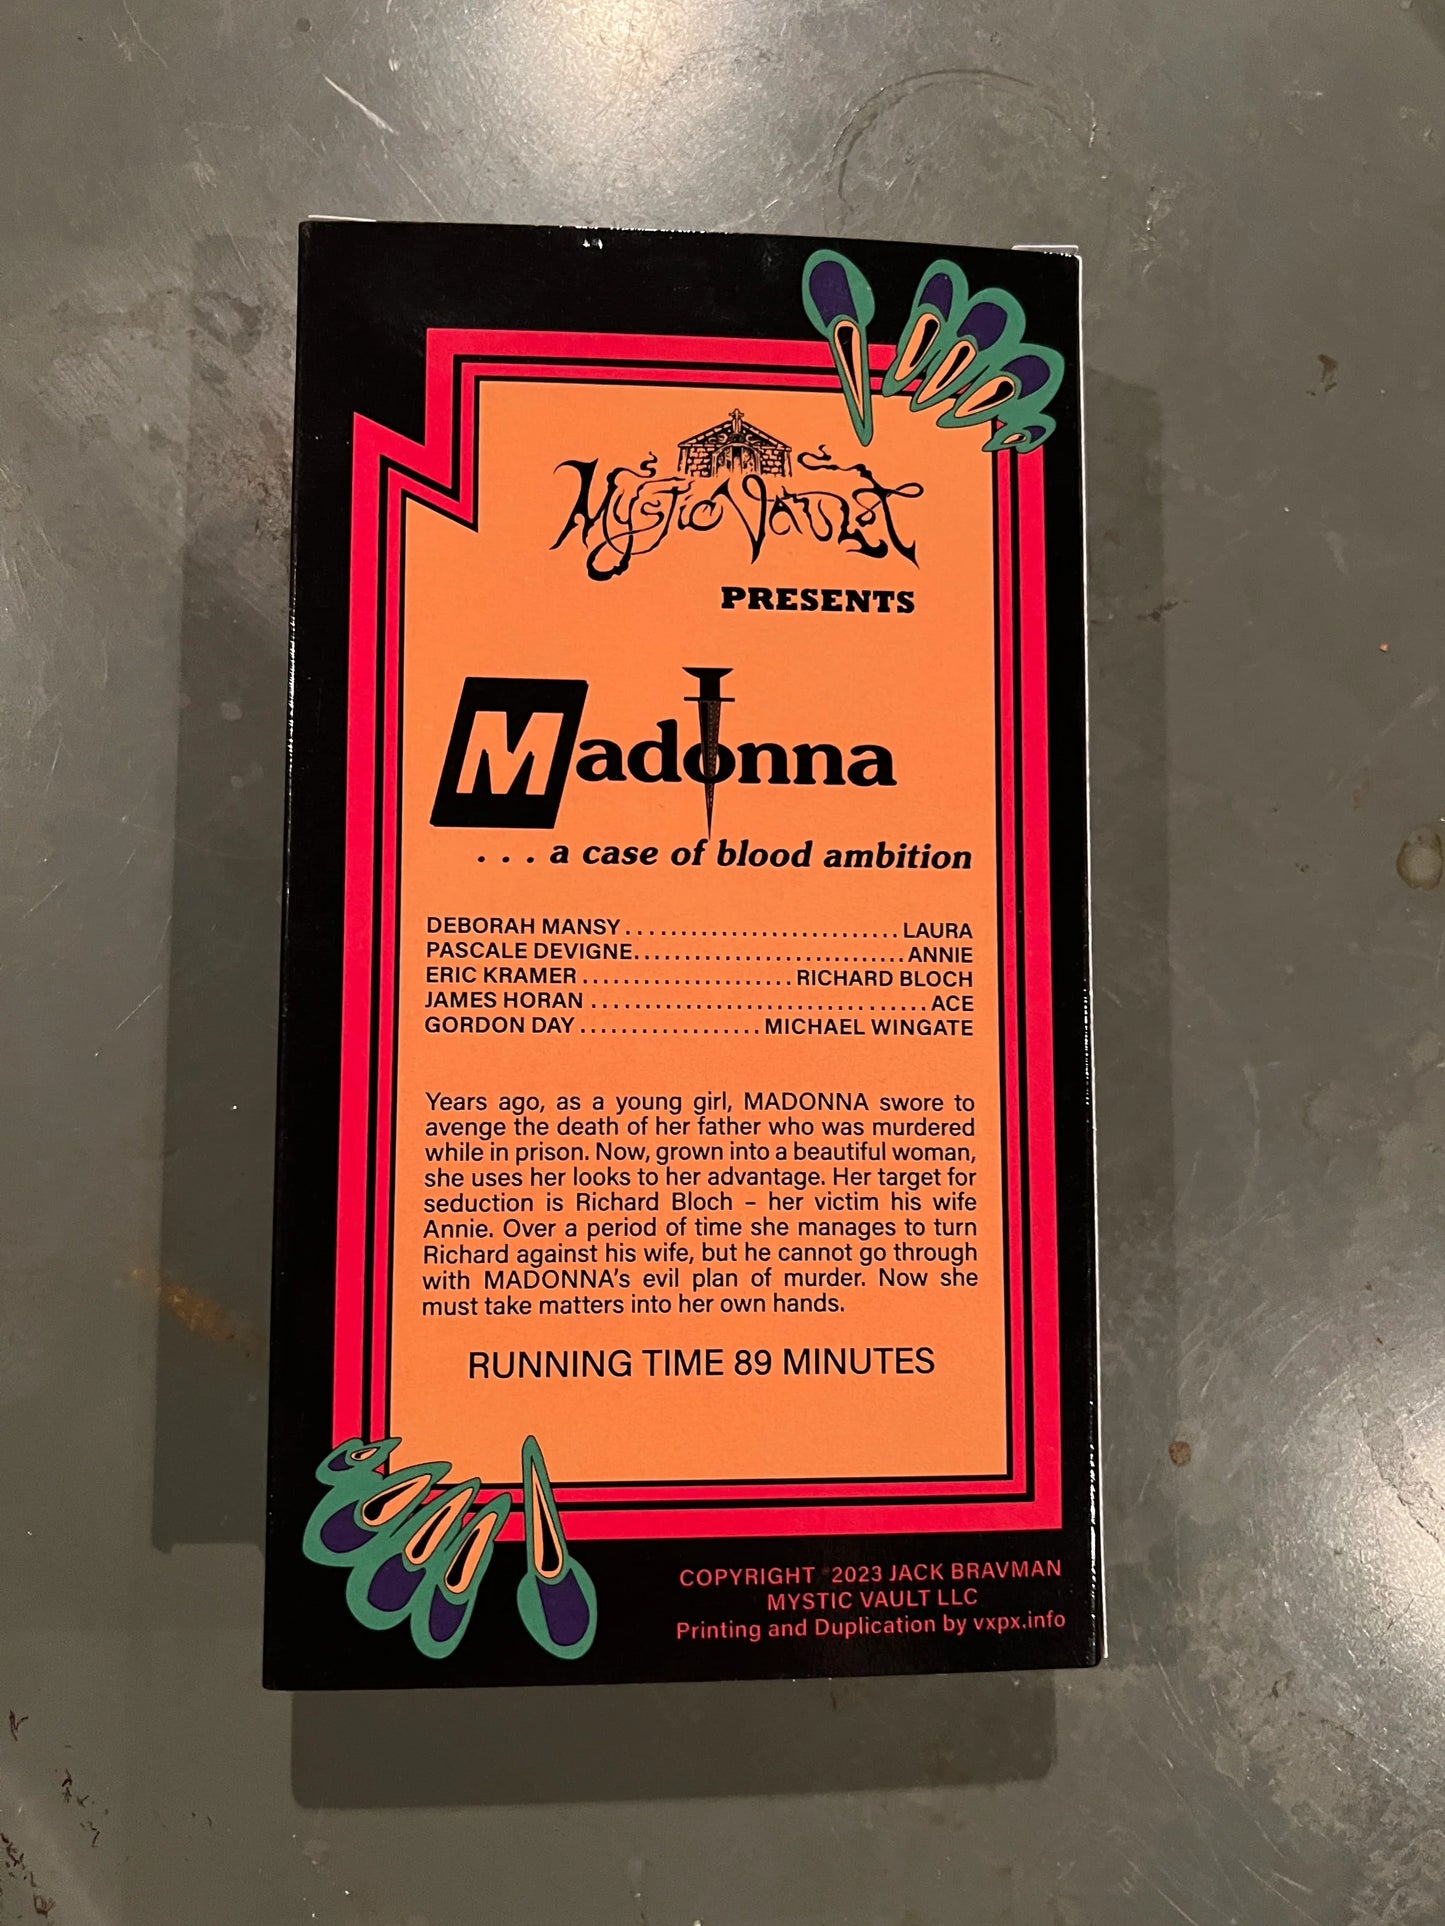 Mystic Vault
PRESENTS
Madonna
. . . a case of blood ambition
DEBORAH MANSY..........................LAURA
PASCALE DEVIGNE..........................ANNIE
ERIC KRAMER.....................RICHARD BLOCH
JAMES HORAN..................................ACE
GORDON DAY..................MICHAEL WINGATE
Years ago, as a young girl, MADONNA swore to
avenge the death of her father who was murdered
while in prison. Now, grown into a beautiful woman,
she uses her looks to her advantage. Her target for
seduction is Richard Bloch – her victim his wife
Annie. Over a period of time she manages to turn
Richard against his wife, but he cannot go through
with MADONNA's evil plan of murder. Now she
must take matters into her own hands.
RUNNING TIME 89 MINUTES
COPYRIGHT 2023 JACK BRAVMAN
MYSTIC VAULT LLC
Printing and Duplication by vxpx.info